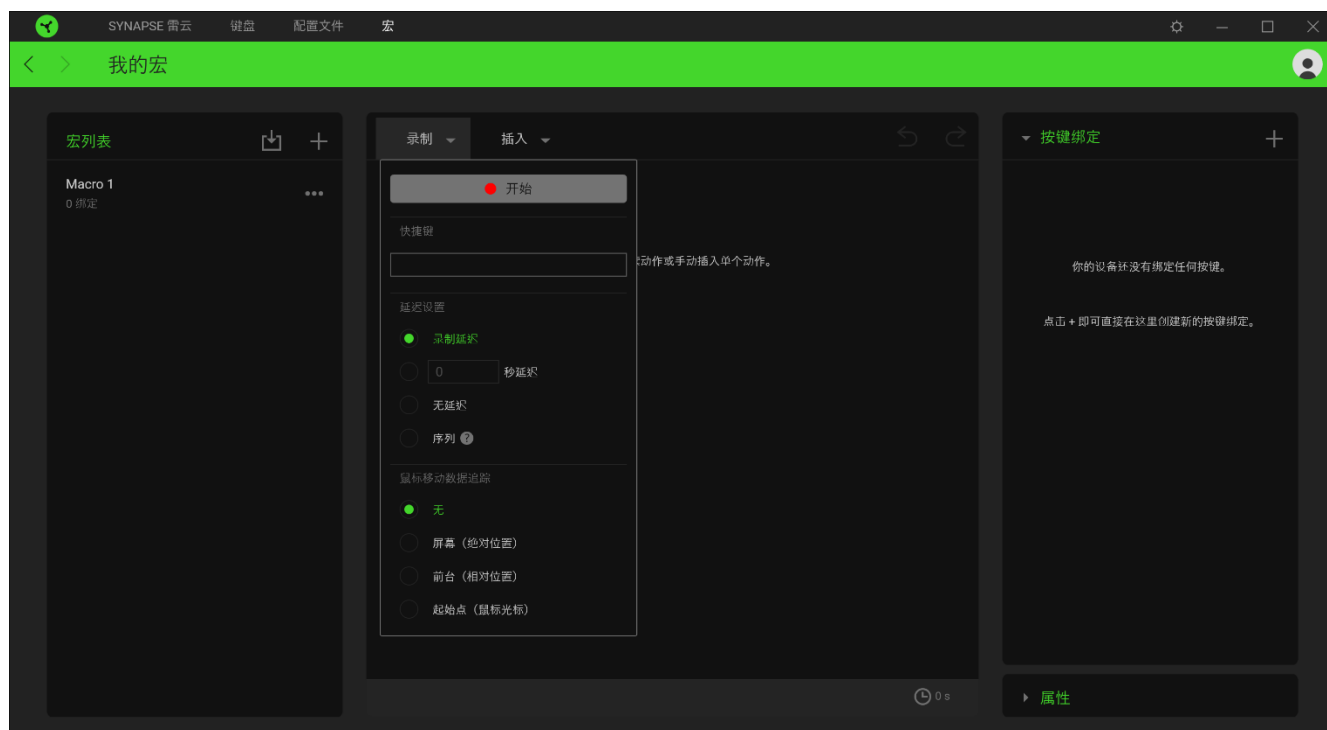 SYNAPSE 雷云 键盘 配置文件 宏
我的宏
宏列表
Macro 1
0 绑定
录制 插入
开始
快捷键
动作或手动插入单个动作。
延迟设置
录制延迟
0 秒延迟
无延迟
序列 ?
鼠标移动数据追踪
无
屏幕（绝对位置）
前台（相对位置）
起始点（鼠标光标）
0 s
按键绑定
你的设备还没有绑定任何按键。
点击 + 即可直接在这里创建新的按键绑定。
属性